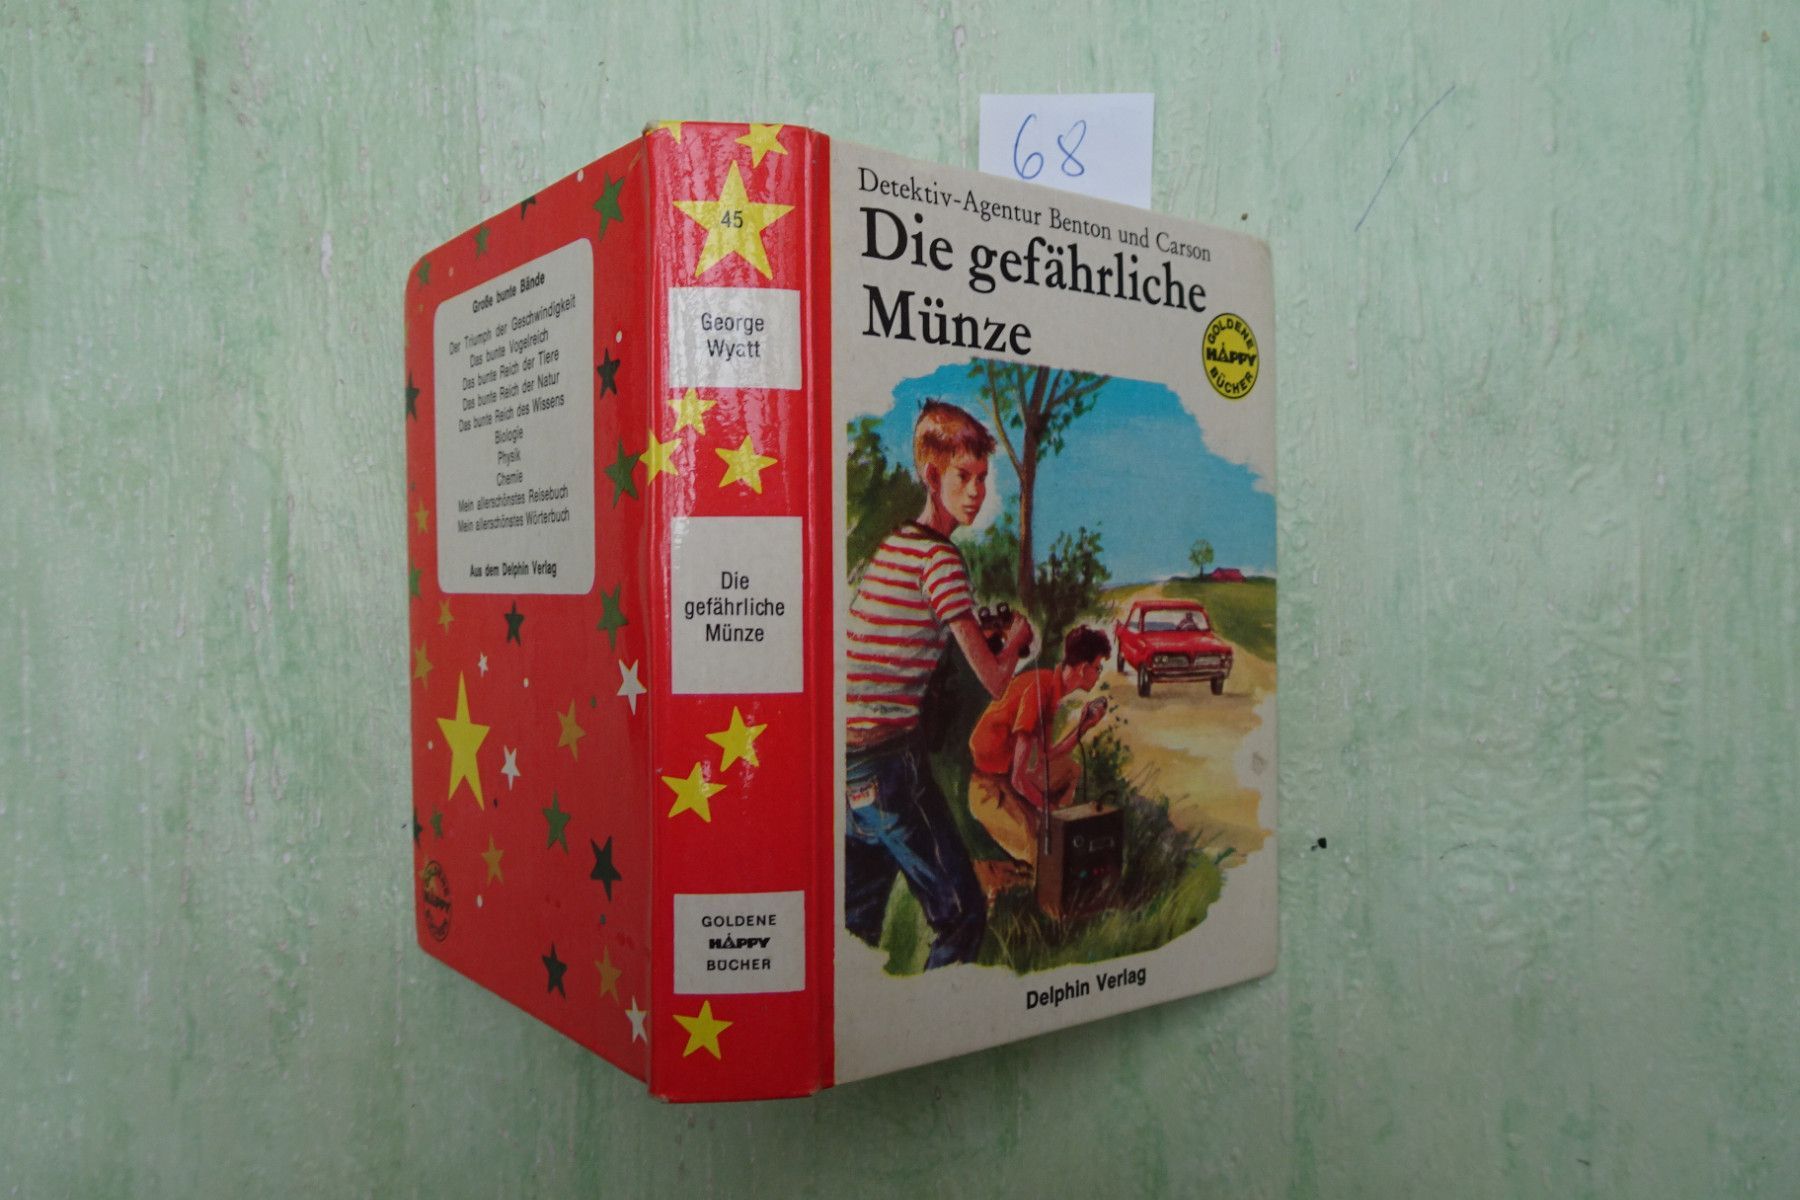 68
Detektiv-Agentur Benton und Carson
Die gefährliche
Münze
GOLDENE
HAPPY
BÜCHER
Delphin Verlag
45
George
Wyatt
Die
gefährliche
Münze
GOLDENE
HAPPY
BÜCHER
Große bunte Bände
Der Triumph der Geschwindigkeit
Das bunte Vogelreich
Das bunte Reich der Tiere
Das bunte Reich der Natur
Das bunte Reich des Wissens
Biologie
Physik
Chemie
Mein allerschönstes Reisebuch
Mein allerschönstes Wörterbuch
Aus dem Delphin Verlag
HAPPY